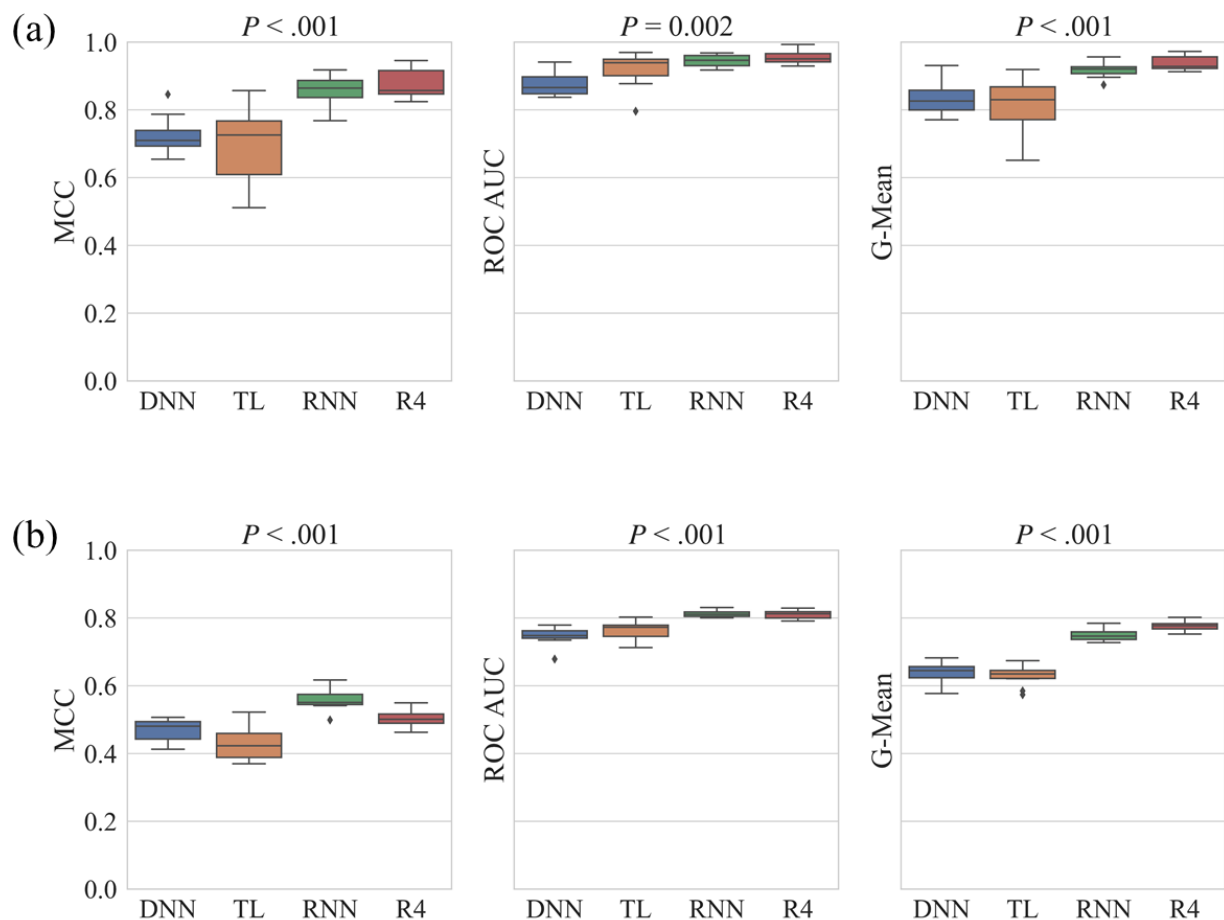 (a)
P < .001
P = 0.002
P < .001
MCC
1.0
0.8
0.6
0.4
0.2
0.0
DNN TL RNN R4
ROC AUC
DNN TL RNN R4
G-Mean
DNN TL RNN R4
(b)
P < .001
P < .001
P < .001
MCC
1.0
0.8
0.6
0.4
0.2
0.0
DNN TL RNN R4
ROC AUC
DNN TL RNN R4
G-Mean
DNN TL RNN R4